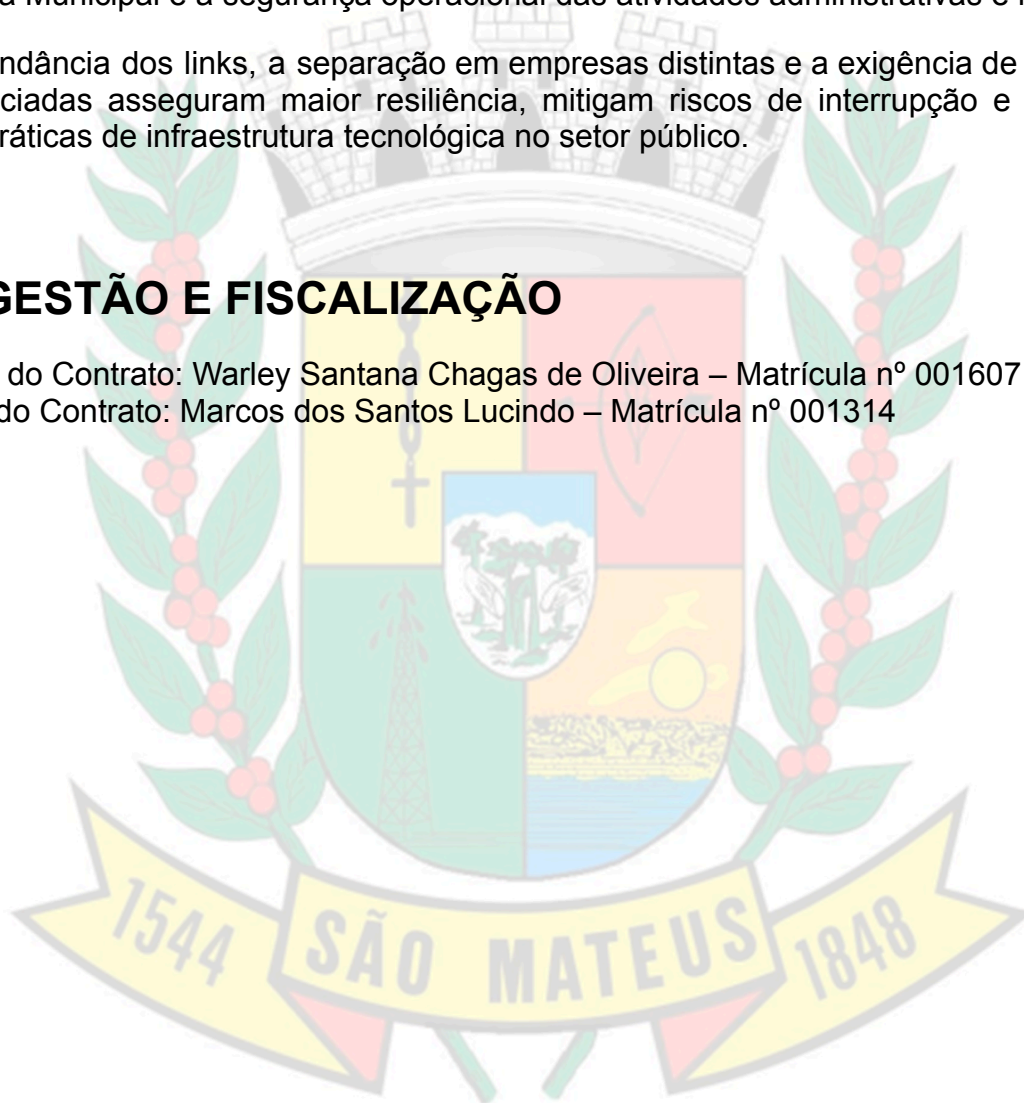 a Municipal e a segurança operacional das atividades administrativas e
ndância dos links, a separação em empresas distintas e a exigência de
ciadas asseguram maior resiliência, mitigam riscos de interrupção e
ráticas de infraestrutura tecnológica no setor público.
GESTÃO E FISCALIZAÇÃO
do Contrato: Warley Santana Chagas de Oliveira – Matrícula nº 001607
do Contrato: Marcos dos Santos Lucindo – Matrícula nº 001314
1544 SÃO MATEUS 1848